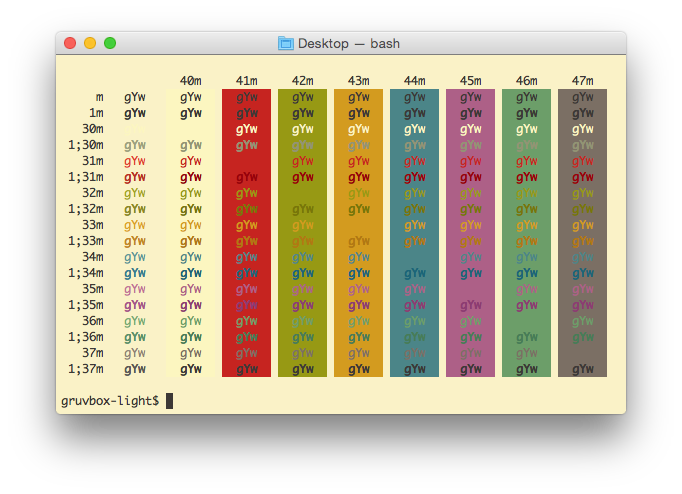 Desktop — bash
40m 41m 42m 43m 44m 45m 46m 47m
m gYw gYw gYw gYw gYw gYw gYw gYw gYw
1m gYw gYw gYw gYw gYw gYw gYw gYw gYw
30m gYw gYw gYw gYw gYw gYw gYw
1;30m gYw gYw gYw gYw gYw gYw gYw gYw gYw
31m gYw gYw gYw gYw gYw gYw gYw gYw
1;31m gYw gYw gYw gYw gYw gYw gYw gYw gYw
32m gYw gYw gYw gYw gYw gYw gYw gYw
1;32m gYw gYw gYw gYw gYw gYw gYw gYw gYw
33m gYw gYw gYw gYw gYw gYw gYw gYw
1;33m gYw gYw gYw gYw gYw gYw gYw gYw gYw
34m gYw gYw gYw gYw gYw gYw gYw gYw
1;34m gYw gYw gYw gYw gYw gYw gYw gYw gYw
35m gYw gYw gYw gYw gYw gYw gYw gYw
1;35m gYw gYw gYw gYw gYw gYw gYw gYw gYw
36m gYw gYw gYw gYw gYw gYw gYw gYw
1;36m gYw gYw gYw gYw gYw gYw gYw gYw gYw
37m gYw gYw gYw gYw gYw gYw gYw gYw
1;37m gYw gYw gYw gYw gYw gYw gYw gYw gYw
gruvbox-light$